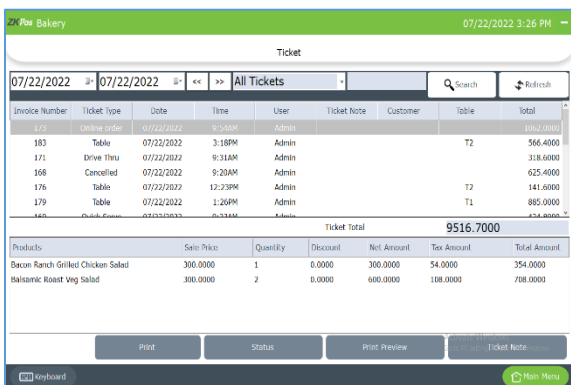 ZKPos Bakery 07/22/2022 3:26 PM
Ticket
07/22/2022 07/22/2022 << >> All Tickets Search Refresh
Invoice Number Ticket Type Date Time User Ticket Note Customer Table Total
173 Online order 07/22/2022 9:54AM Admin 1062.0000
183 Table 07/22/2022 3:18PM Admin T2 566.4000
171 Drive Thru 07/22/2022 9:31AM Admin 318.6000
168 Cancelled 07/22/2022 9:20AM Admin 625.4000
176 Table 07/22/2022 12:23PM Admin T2 141.6000
179 Table 07/22/2022 1:26PM Admin T1 885.0000
Quick Serve 07/22/2022 Admin
Ticket Total 9516.7000
Products Sale Price Quantity Discount Net Amount Tax Amount Total Amount
Bacon Ranch Grilled Chicken Salad 300.0000 1 0.0000 300.0000 54.0000 354.0000
Balsamic Roast Veg Salad 300.0000 2 0.0000 600.0000 108.0000 708.0000
Print Status Print Preview Ticket Note
Keyboard Main Menu